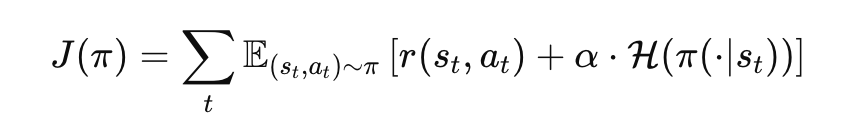 J(π) = ∑_t 𝔼_{(s_t,a_t)∼π} [r(s_t, a_t) + α · ℋ(π(·|s_t))]